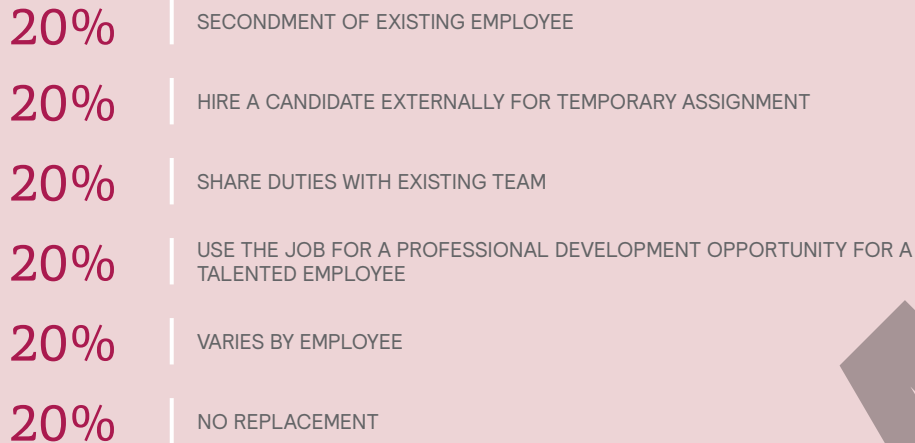 20% SECONDMENT OF EXISTING EMPLOYEE
20% HIRE A CANDIDATE EXTERNALLY FOR TEMPORARY ASSIGNMENT
20% SHARE DUTIES WITH EXISTING TEAM
20% USE THE JOB FOR A PROFESSIONAL DEVELOPMENT OPPORTUNITY FOR A
TALENTED EMPLOYEE
20% VARIES BY EMPLOYEE
20% NO REPLACEMENT